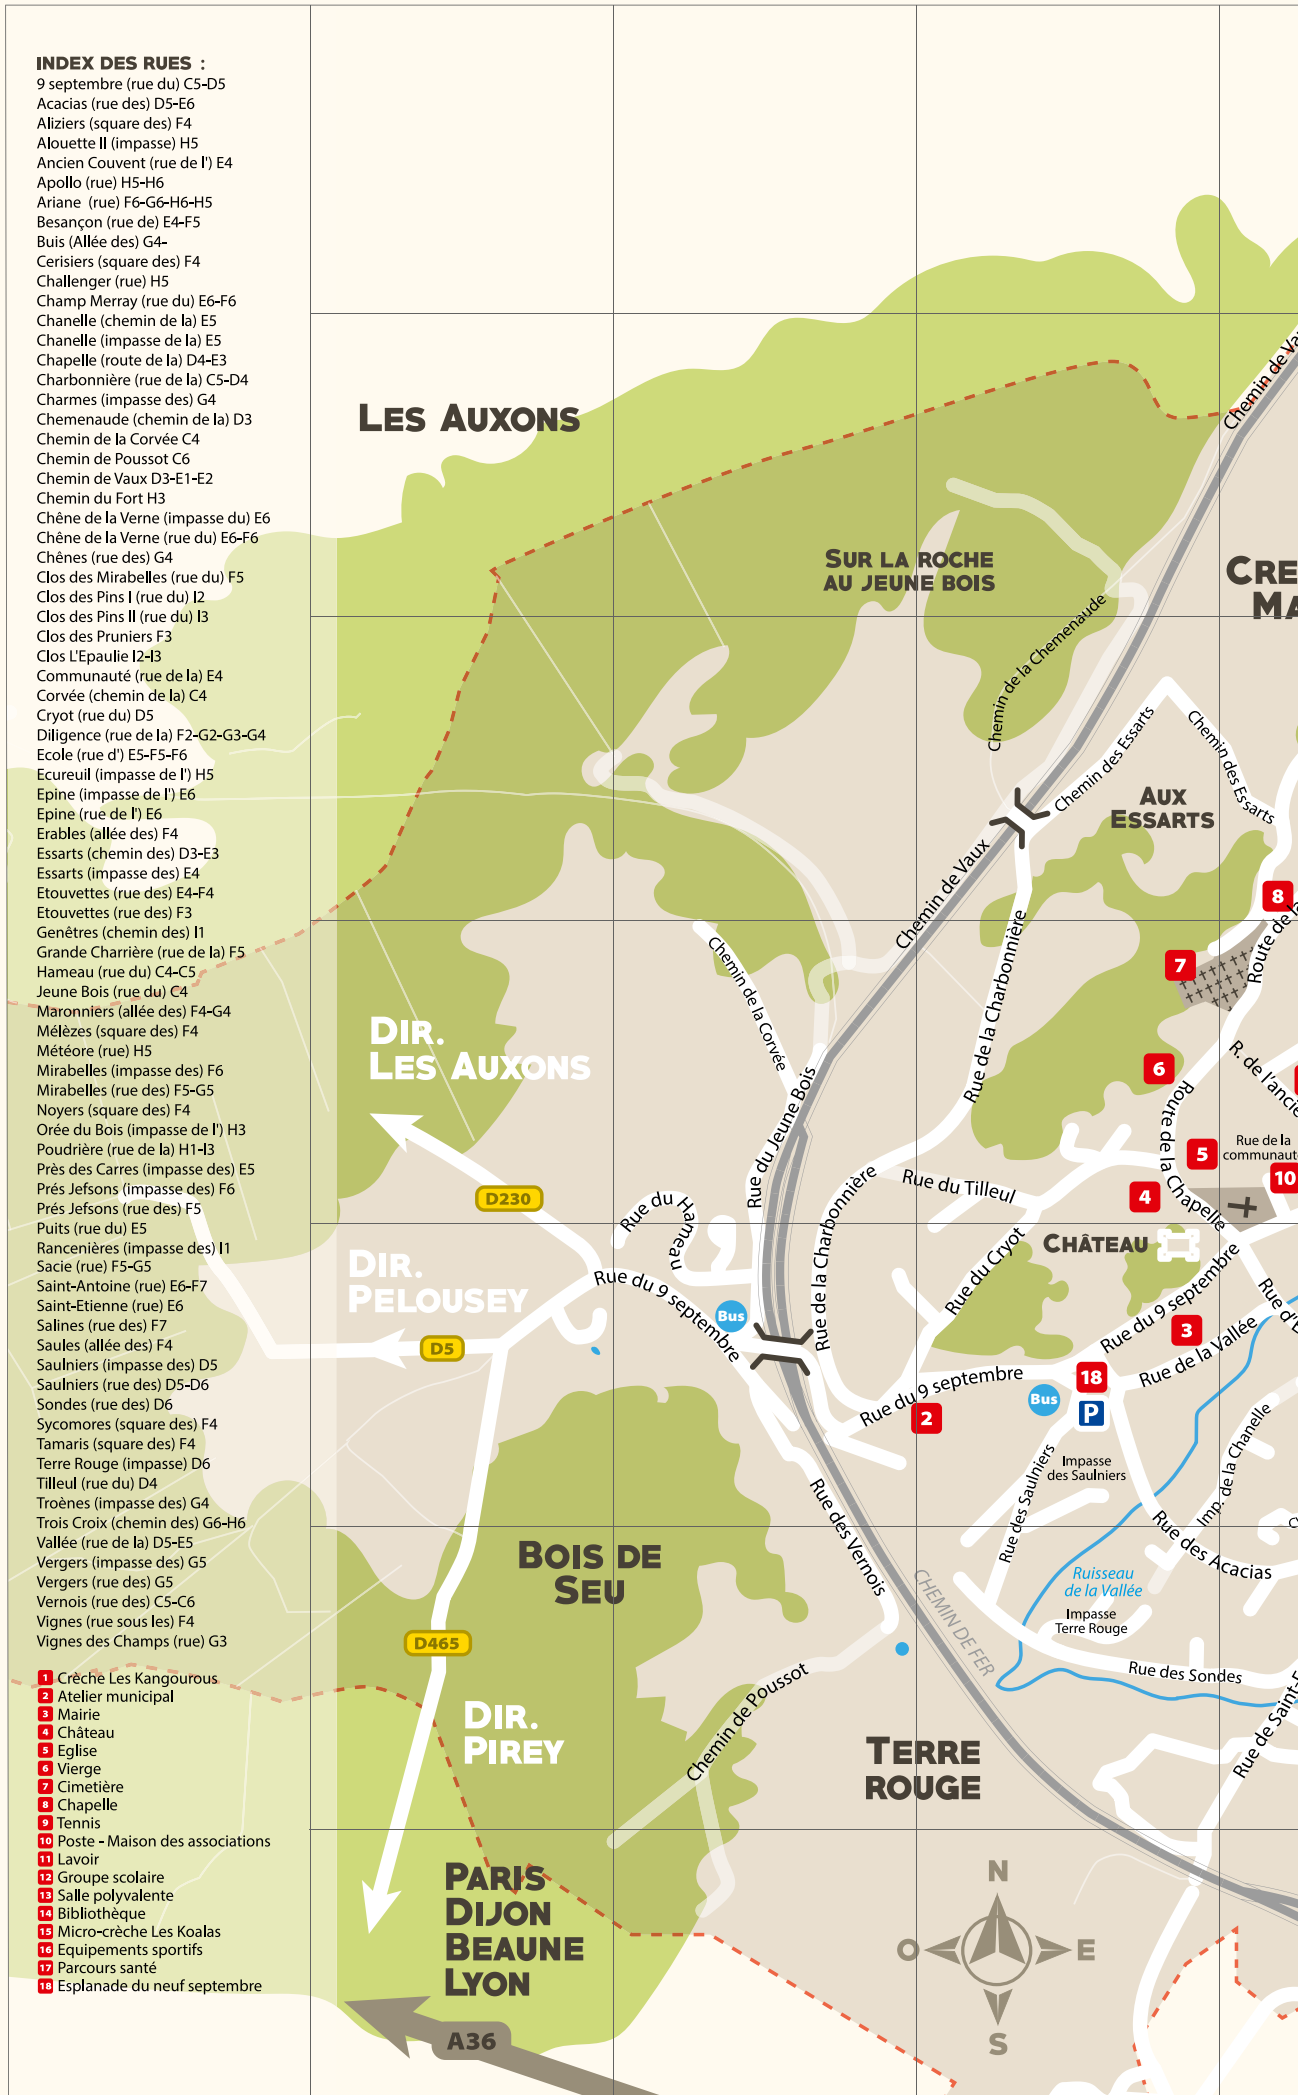 INDEX DES RUES :
9 septembre (rue du) C5-D5
Acacias (rue des) D5-E6
Aliziers (square des) F4
Alouette II (impasse) H5
Ancien Couvent (rue de l') E4
Apollo (rue) H5-H6
Ariane (rue) F6-G6-H6-H5
Besançon (rue de) E4-F5
Buis (Allée des) G4-
Cerisiers (square des) F4
Challenger (rue) H5
Champ Merray (rue du) E6-F6
Chanelle (chemin de la) E5
Chanelle (impasse de la) E5
Chapelle (route de la) D4-E3
Charbonnière (rue de la) C5-D4
Charmes (impasse des) G4
Chemenaude (chemin de la) D3
Chemin de la Corvée C4
Chemin de Poussot C6
Chemin de Vaux D3-E1-E2
Chemin du Fort H3
Chêne de la Verne (impasse du) E6
Chêne de la Verne (rue du) E6-F6
Chênes (rue des) G4
Clos des Mirabelles (rue du) F5
Clos des Pins I (rue du) I2
Clos des Pins II (rue du) I3
Clos des Pruniers F3
Clos L'Epaulie I2-I3
Communauté (rue de la) E4
Corvée (chemin de la) C4
Cryot (rue du) D5
Diligence (rue de la) F2-G2-G3-G4
Ecole (rue d') E5-F5-F6
Ecureuil (impasse de l') H5
Epine (impasse de l') E6
Epine (rue de l') E6
Erables (allée des) F4
Essarts (chemin des) D3-E3
Essarts (impasse des) E4
Etouvettes (rue des) E4-F4
Etouvettes (rue des) F3
Genêtres (chemin des) I1
Grande Charrière (rue de la) F5
Hameau (rue du) C4-C5
Jeune Bois (rue du) C4
Maronniers (allée des) F4-G4
Mélèzes (square des) F4
Météore (rue) H5
Mirabelles (impasse des) F6
Mirabelles (rue des) F5-G5
Noyers (square des) F4
Orée du Bois (impasse de l') H3
Poudrière (rue de la) H1-I3
Près des Carres (impasse des) E5
Prés Jefsons (impasse des) F6
Prés Jefsons (rue des) F5
Puits (rue du) E5
Rancenières (impasse des) I1
Sacie (rue) F5-G5
Saint-Antoine (rue) E6-F7
Saint-Etienne (rue) E6
Salines (rue des) F7
Saules (allée des) F4
Saulniers (impasse des) D5
Saulniers (rue des) D5-D6
Sondes (rue des) D6
Sycomores (square des) F4
Tamaris (square des) F4
Terre Rouge (impasse) D6
Tilleul (rue du) D4
Troènes (impasse des) G4
Trois Croix (chemin des) G6-H6
Vallée (rue de la) D5-E5
Vergers (impasse des) G5
Vergers (rue des) G5
Vernois (rue des) C5-C6
Vignes (rue sous les) F4
Vignes des Champs (rue) G3
1 Crèche Les Kangourous
2 Atelier municipal
3 Mairie
4 Château
5 Eglise
6 Vierge
7 Cimetière
8 Chapelle
9 Tennis
10 Poste - Maison des associations
11 Lavoir
12 Groupe scolaire
13 Salle polyvalente
14 Bibliothèque
15 Micro-crèche Les Koalas
16 Equipements sportifs
17 Parcours santé
18 Esplanade du neuf septembre
LES AUXONS
Chemin de Vau
SUR LA ROCHE
AU JEUNE BOIS
CRE
MA
Chemin de la Chemenaude
Chemin des Essarts
Chemin des Essarts
AUX
ESSARTS
Chemin de Vaux
8
Route de la
7
Chemin de la Corvée
Rue de la Charbonnière
DIR.
LES AUXONS
Rue du Jeune Bois
6
R. de l'ancie
Route de la Chapelle
5
Rue de la
communaut
10
4
Rue du Tilleul
D230
Rue du Hameau
Rue de la Charbonnière
Rue du Cryot
CHÂTEAU
DIR.
PELOUSEY
Rue du 9 septembre
Bus
Rue du 9 septembre
3
Rue de la Vallée
Rue d'E
D5
18
Rue du 9 septembre
2
Bus
P
Impasse
des Saulniers
Rue des Saulniers
Imp. de la Chanelle
C
Rue des Vernois
Rue des Acacias
BOIS DE
SEU
CHEMIN DE FER
Ruisseau
de la Vallée
Impasse
Terre Rouge
D465
Rue des Sondes
Rue de Saint-E
Chemin de Poussot
DIR.
PIREY
TERRE
ROUGE
PARIS
DIJON
BEAUNE
LYON
A36
N
O
E
S